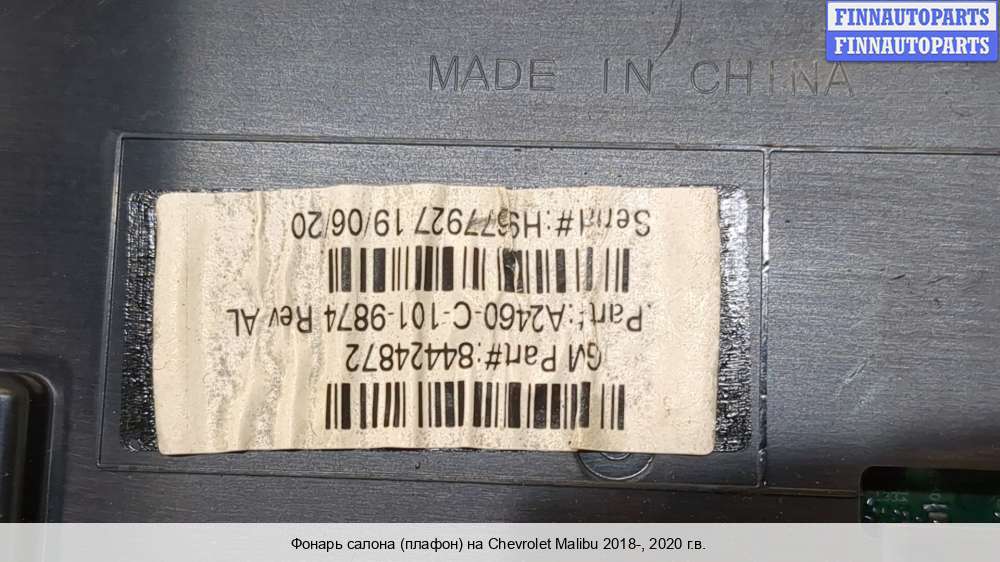 FINNAUTOPARTS
FINNAUTOPARTS
MADE IN CHINA
GM Part#:84424872
Part#:A2460-C-101-9874 Rev AL
Serial#:H9677927 19/06/20
Фонарь салона (плафон) на Chevrolet Malibu 2018-, 2020 г.в.